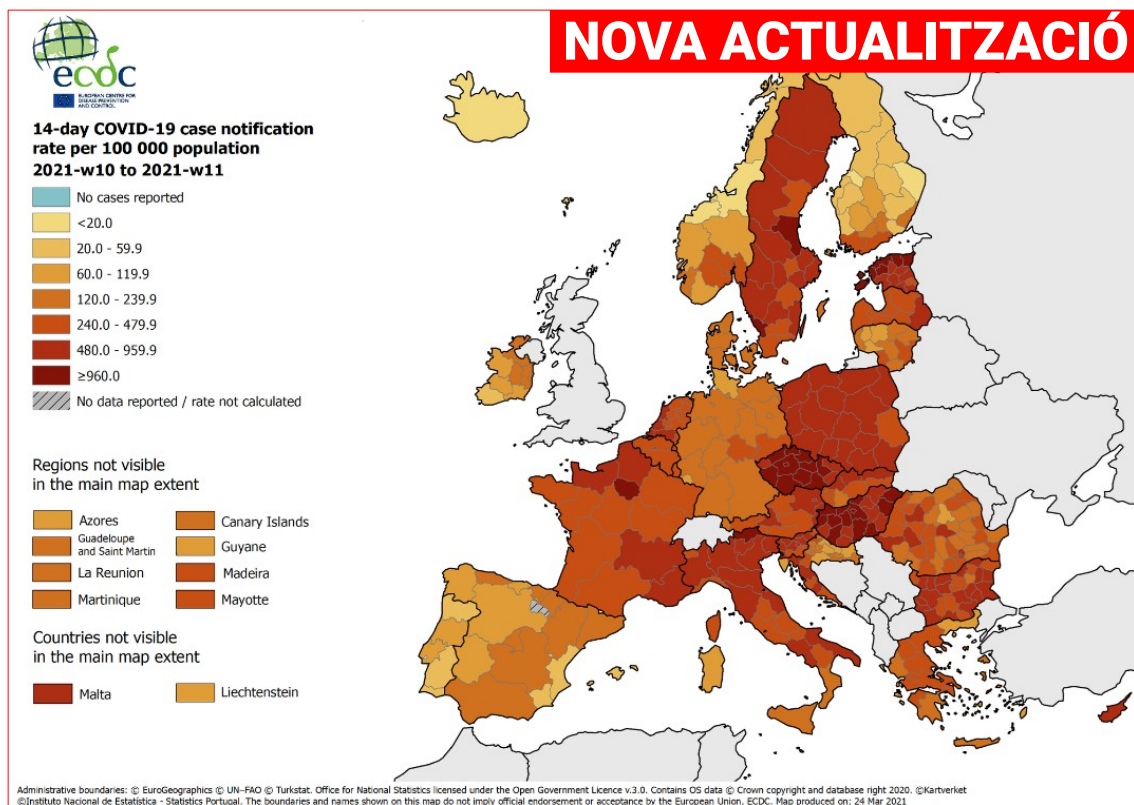 NOVA ACTUALITZACIÓ
ecdc
EUROPEAN CENTRE FOR
DISEASE PREVENTION
AND CONTROL
14-day COVID-19 case notification
rate per 100 000 population
2021-w10 to 2021-w11
No cases reported
<20.0
20.0 - 59.9
60.0 - 119.9
120.0 - 239.9
240.0 - 479.9
480.0 - 959.9
≥960.0
No data reported / rate not calculated
Regions not visible
in the main map extent
Azores
Canary Islands
Guadeloupe
and Saint Martin
Guyane
La Reunion
Madeira
Martinique
Mayotte
Countries not visible
in the main map extent
Malta
Liechtenstein
Administrative boundaries: © EuroGeographics © UN–FAO © Turkstat. Office for National Statistics licensed under the Open Government Licence v.3.0. Contains OS data © Crown copyright and database right 2020. ©Kartverket
©Instituto Nacional de Estatística - Statistics Portugal. The boundaries and names shown on this map do not imply official endorsement or acceptance by the European Union. ECDC. Map produced on: 24 Mar 2021